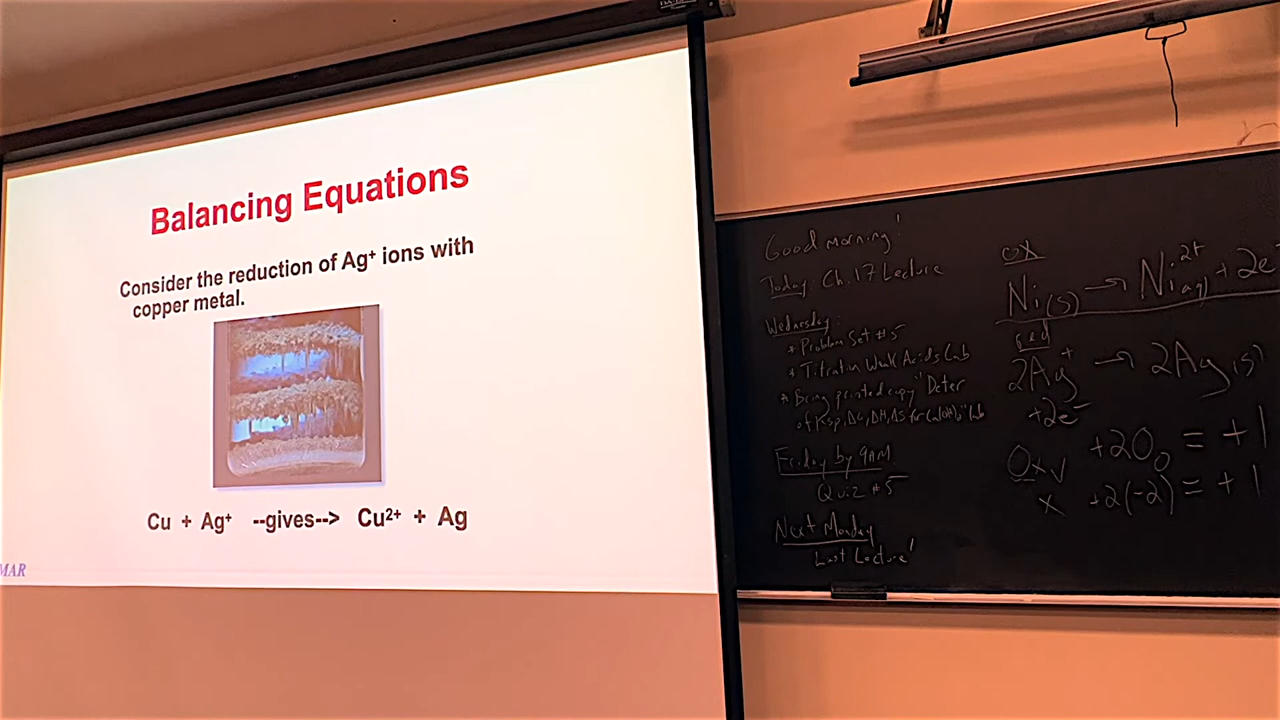 Balancing Equations
Consider the reduction of Ag⁺ ions with
copper metal.
Cu + Ag⁺ --gives--> Cu²⁺ + Ag
MAR
Good morning!
Today: Ch. 17 Lecture
Wednesday:
* Problem Set #5
* Titration Weak Acids Lab
* Bring printed copy "Deter
of Ksp, ΔG, ΔH, ΔS for Ca(OH)₂" Lab
Friday by 9AM
Quiz #5
Next Monday
Last Lecture!
OX
Ni(s) → Ni²⁺(aq) + 2e
red
2Ag⁺ → 2Ag(s)
+2e⁻
+2O₀ = +1
x +2(-2) = +1